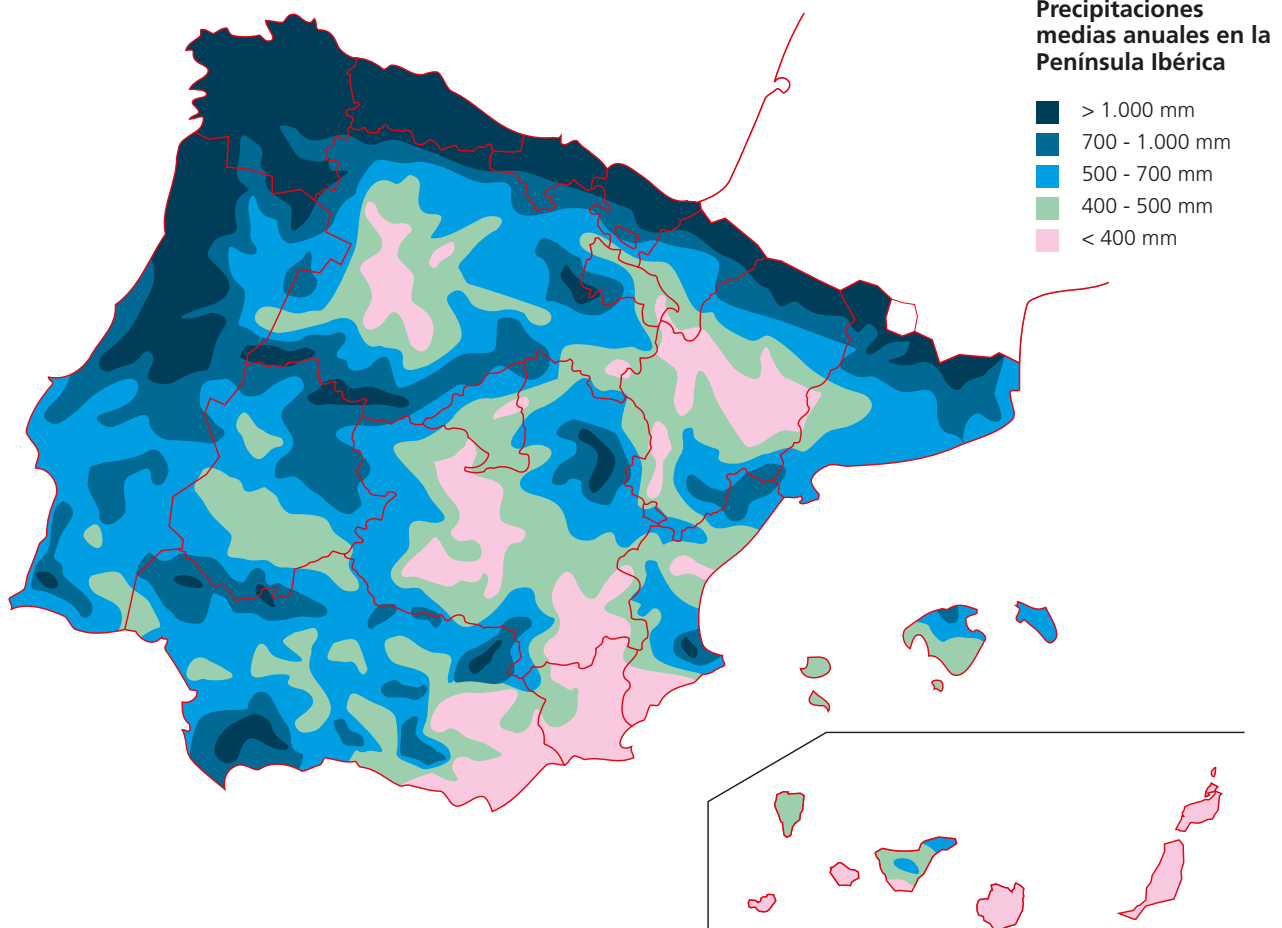 Precipitaciones
medias anuales en la
Península Ibérica
> 1.000 mm
700 - 1.000 mm
500 - 700 mm
400 - 500 mm
< 400 mm